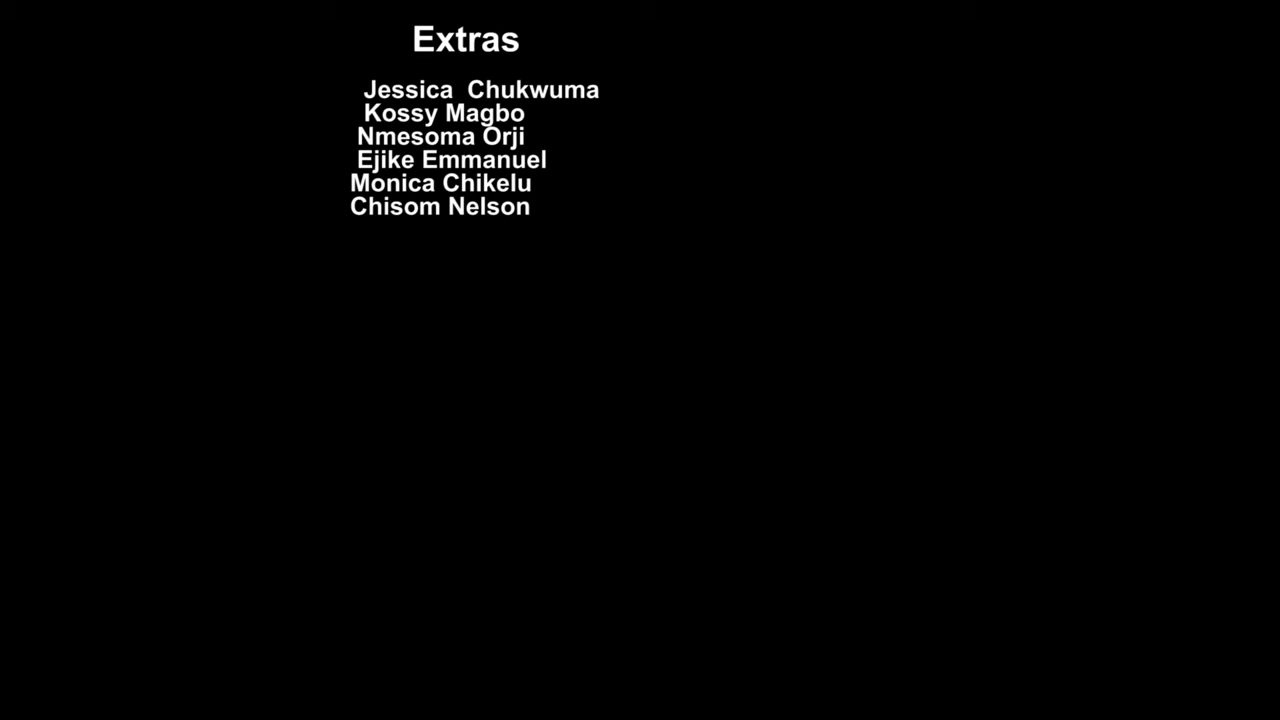 Extras
Jessica  Chukwuma
Kossy Magbo
Nmesoma Orji
Ejike Emmanuel
Monica Chikelu
Chisom Nelson